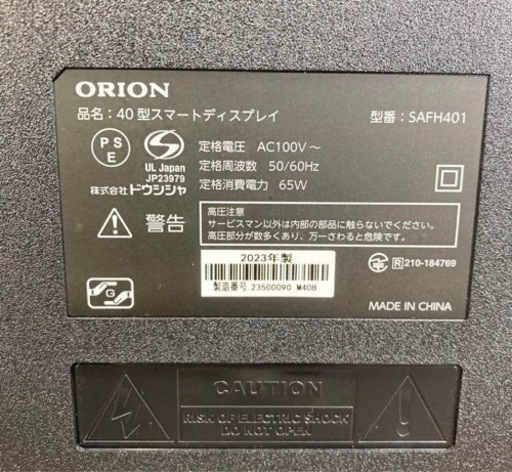 ORION
品名：40型スマートディスプレイ
型番：SAFH401
P S
E
UL Japan
JP23979
株式会社ドウシシャ
定格電圧 AC100V～
定格周波数 50/60Hz
定格消費電力 65W
警告
高圧注意
サービスマン以外は内部の部品に触らないでください。
高圧部分が数多くあり、万一さわると危険です。
2023年製
製造番号 23500090 M40B
R 210-184769
G
MADE IN CHINA
CAUTION
RISK OF ELECTRIC SHOCK
DO NOT OPEN